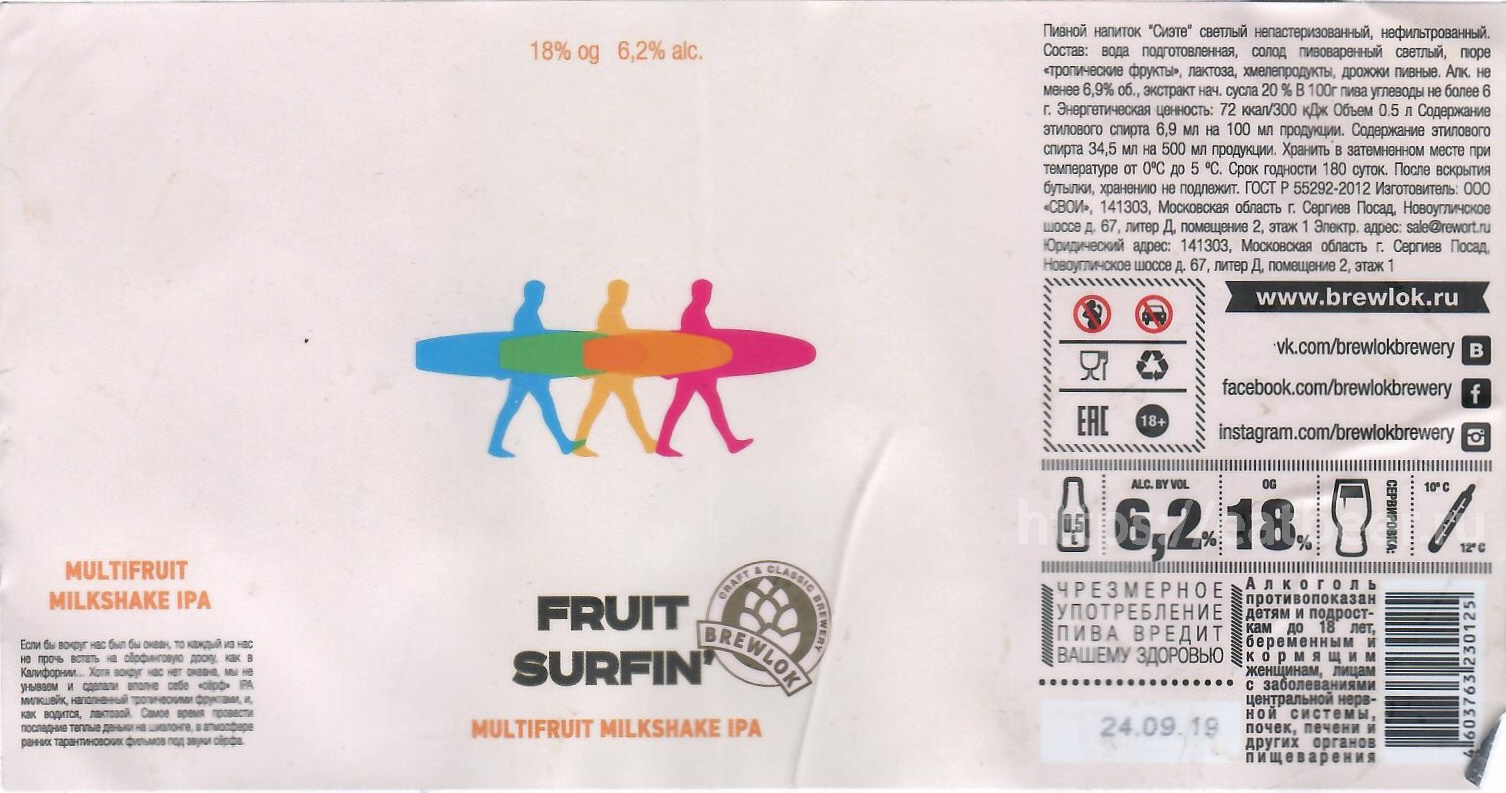 18% og 6,2% alc.
MULTIFRUIT
MILKSHAKE IPA
Если бы вокруг нас был бы океан, то каждый из нас
не прочь встать на сёрфинговую доску, как в
Калифорнии... Хотя вокруг нас нет океана, мы не
унываем и сделали вполне себе «сёрф» IPA
милкшейк, наполненный тропическими фруктами, и,
как водится, лактозой. Самое время провести
последние теплые деньки на шезлонге, в атмосфере
ранних тарантиновских фильмов под звуки сёрфа.
FRUIT
SURFIN'
CRAFT & CLASSIC BREWERY
BREWLOK
MULTIFRUIT MILKSHAKE IPA
Пивной напиток "Сиэте" светлый непастеризованный, нефильтрованный.
Состав: вода подготовленная, солод пивоваренный светлый, пюре
«тропические фрукты», лактоза, хмелепродукты, дрожжи пивные. Алк. не
менее 6,9% об., экстракт нач. сусла 20 % В 100г пива углеводы не более 6
г. Энергетическая ценность: 72 ккал/300 кДж Объем 0.5 л Содержание
этилового спирта 6,9 мл на 100 мл продукции. Содержание этилового
спирта 34,5 мл на 500 мл продукции. Хранить в затемненном месте при
температуре от 0°С до 5 °С. Срок годности 180 суток. После вскрытия
бутылки, хранению не подлежит. ГОСТ Р 55292-2012 Изготовитель: ООО
«СВОИ», 141303, Московская область г. Сергиев Посад, Новоугличское
шоссе д. 67, литер Д, помещение 2, этаж 1 Электр. адрес: sale@rewort.ru
Юридический адрес: 141303, Московская область г. Сергиев Посад,
Новоугличское шоссе д. 67, литер Д, помещение 2, этаж 1
www.brewlok.ru
vk.com/brewlokbrewery
facebook.com/brewlokbrewery
instagram.com/brewlokbrewery
EAC 18+
0,5 L
ALC. BY VOL
6,2%
OG
18%
СЕРВИРОВКА:
10° C
12° C
ЧРЕЗМЕРНОЕ
УПОТРЕБЛЕНИЕ
ПИВА ВРЕДИТ
ВАШЕМУ ЗДОРОВЬЮ
24.09.19
Алкоголь
противопоказан
детям и подрост-
кам до 18 лет,
беременным и
кормящим
женщинам, лицам
с заболеваниями
центральной нерв-
ной системы,
почек, печени и
других органов
пищеварения
4603763230125